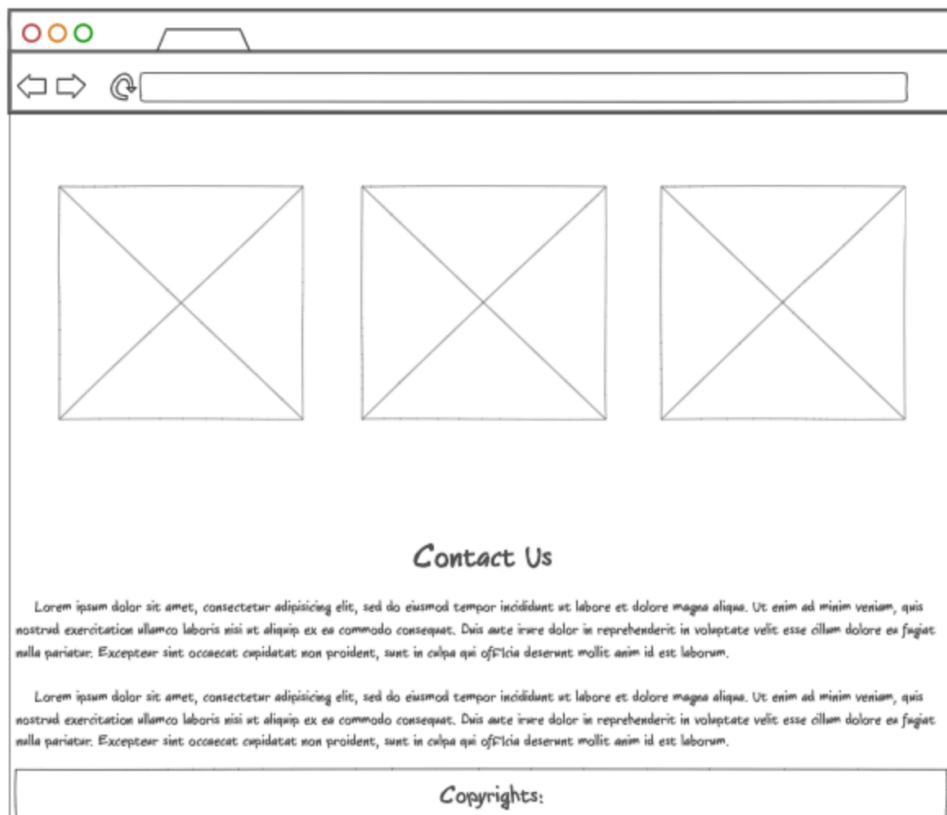 Contact Us
Lorem ipsum dolor sit amet, consectetur adipisicing elit, sed do eiusmod tempor incididunt ut labore et dolore magna aliqua. Ut enim ad minim veniam, quis
nostrud exercitation ullamco laboris nisi ut aliquip ex ea commodo consequat. Duis aute irure dolor in reprehenderit in voluptate velit esse cillum dolore eu fugiat
nulla pariatur. Excepteur sint occaecat cupidatat non proident, sunt in culpa qui officia deserunt mollit anim id est laborum.
Lorem ipsum dolor sit amet, consectetur adipisicing elit, sed do eiusmod tempor incididunt ut labore et dolore magna aliqua. Ut enim ad minim veniam, quis
nostrud exercitation ullamco laboris nisi ut aliquip ex ea commodo consequat. Duis aute irure dolor in reprehenderit in voluptate velit esse cillum dolore eu fugiat
nulla pariatur. Excepteur sint occaecat cupidatat non proident, sunt in culpa qui officia deserunt mollit anim id est laborum.
Copyrights: